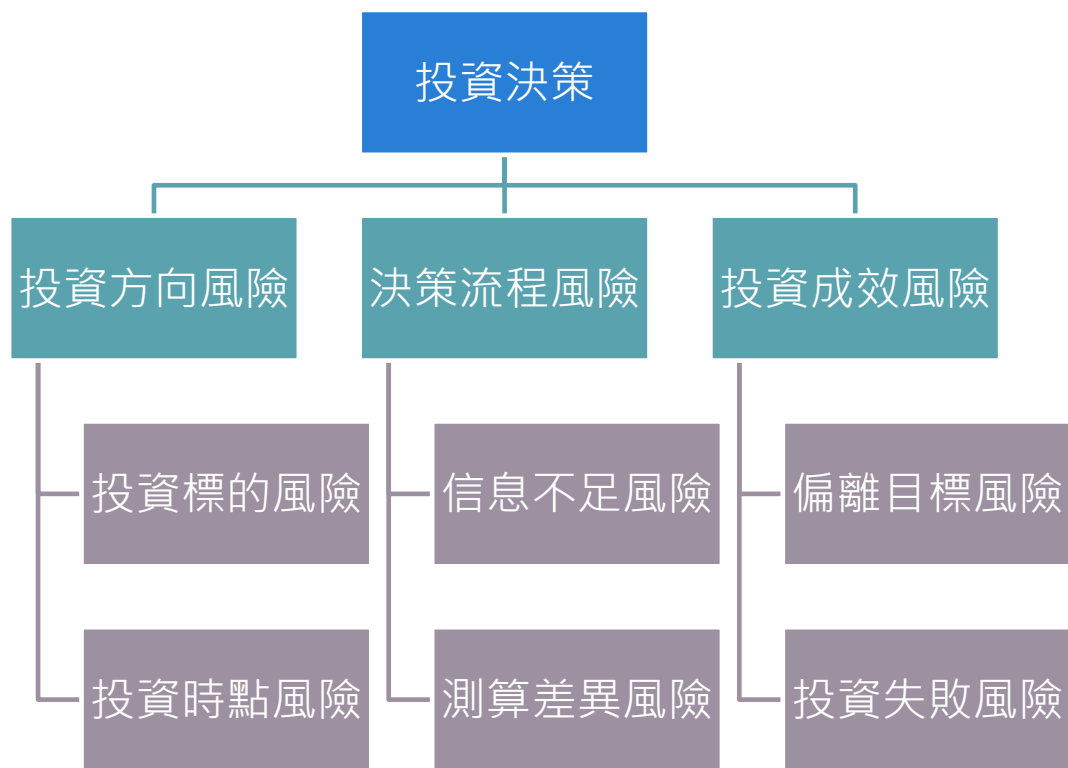 投資決策
投資方向風險
決策流程風險
投資成效風險
投資標的風險
信息不足風險
偏離目標風險
投資時點風險
測算差異風險
投資失敗風險